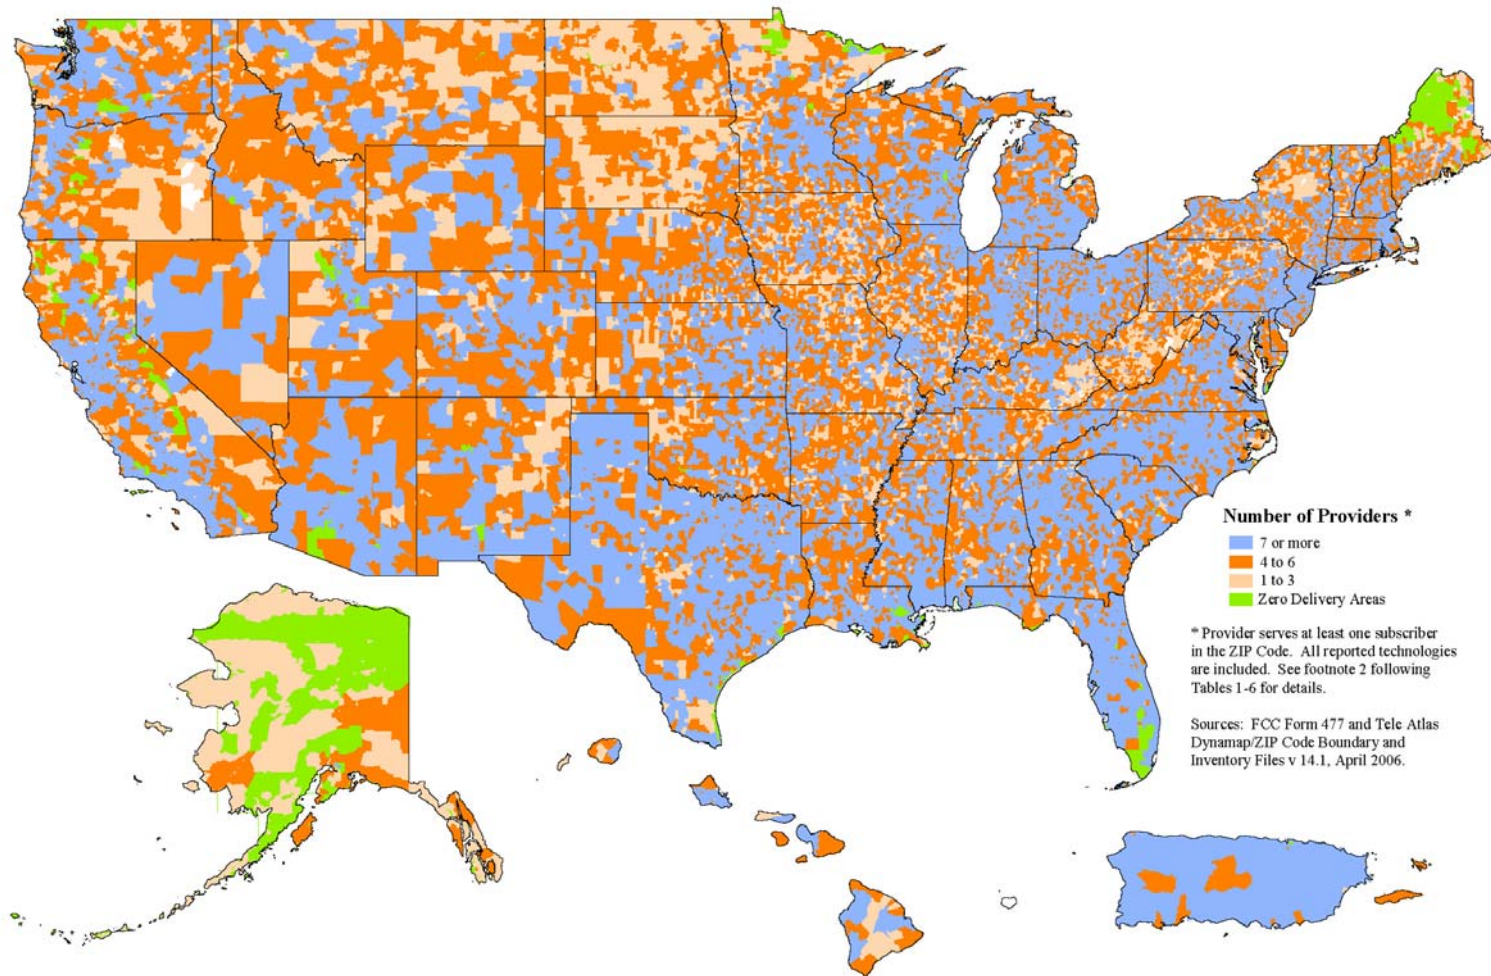 Number of Providers *
7 or more
4 to 6
1 to 3
Zero Delivery Areas
* Provider serves at least one subscriber
in the ZIP Code. All reported technologies
are included. See footnote 2 following
Tables 1-6 for details.
Sources: FCC Form 477 and Tele Atlas
Dynamap/ZIP Code Boundary and
Inventory Files v 14.1, April 2006.